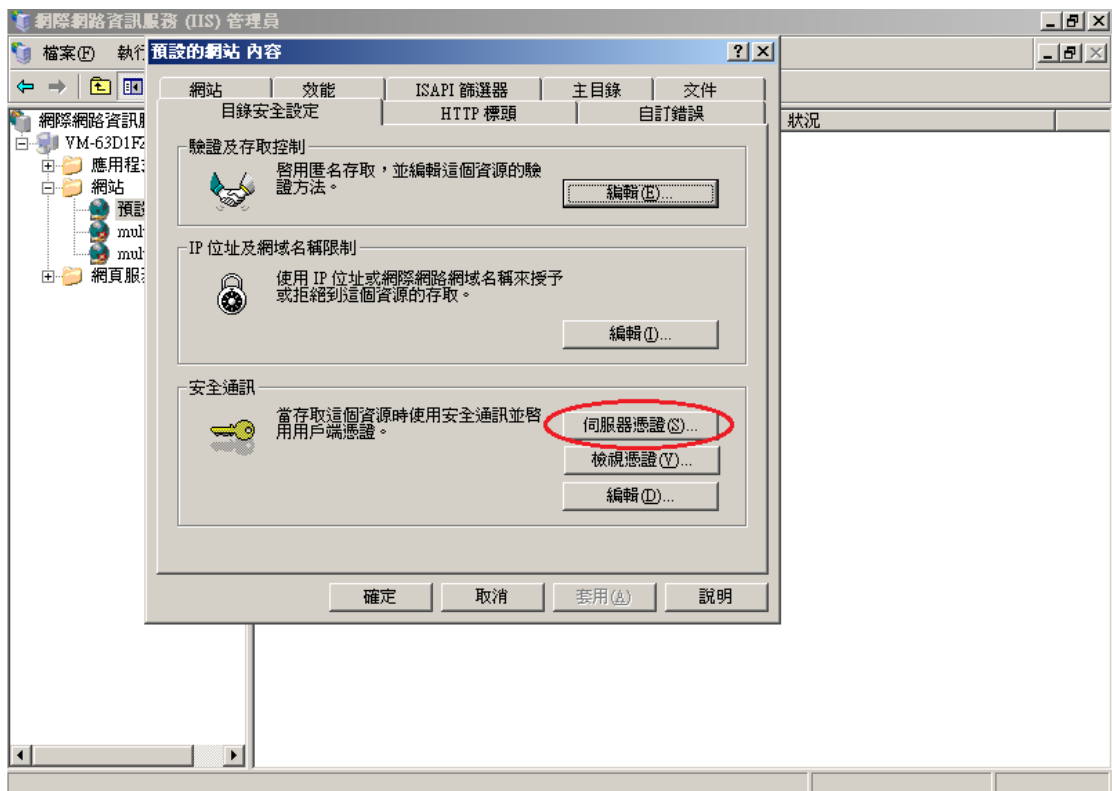 網際網路資訊服務 (IIS) 管理員
檔案(F) 執行
預設的網站 內容
網站 效能 ISAPI 篩選器 主目錄 文件
目錄安全設定 HTTP 標頭 自訂錯誤
狀況
網際網路資訊服
VM-63D1F2
應用程
網站
預設
mul
mul
網頁服
驗證及存取控制
啓用匿名存取，並編輯這個資源的驗
證方法。
編輯(E)...
IP 位址及網域名稱限制
使用 IP 位址或網際網路網域名稱來授予
或拒絕到這個資源的存取。
編輯(I)...
安全通訊
當存取這個資源時使用安全通訊並啓
用用戶端憑證。
伺服器憑證(S)...
檢視憑證(V)...
編輯(D)...
確定 取消 套用(A) 說明